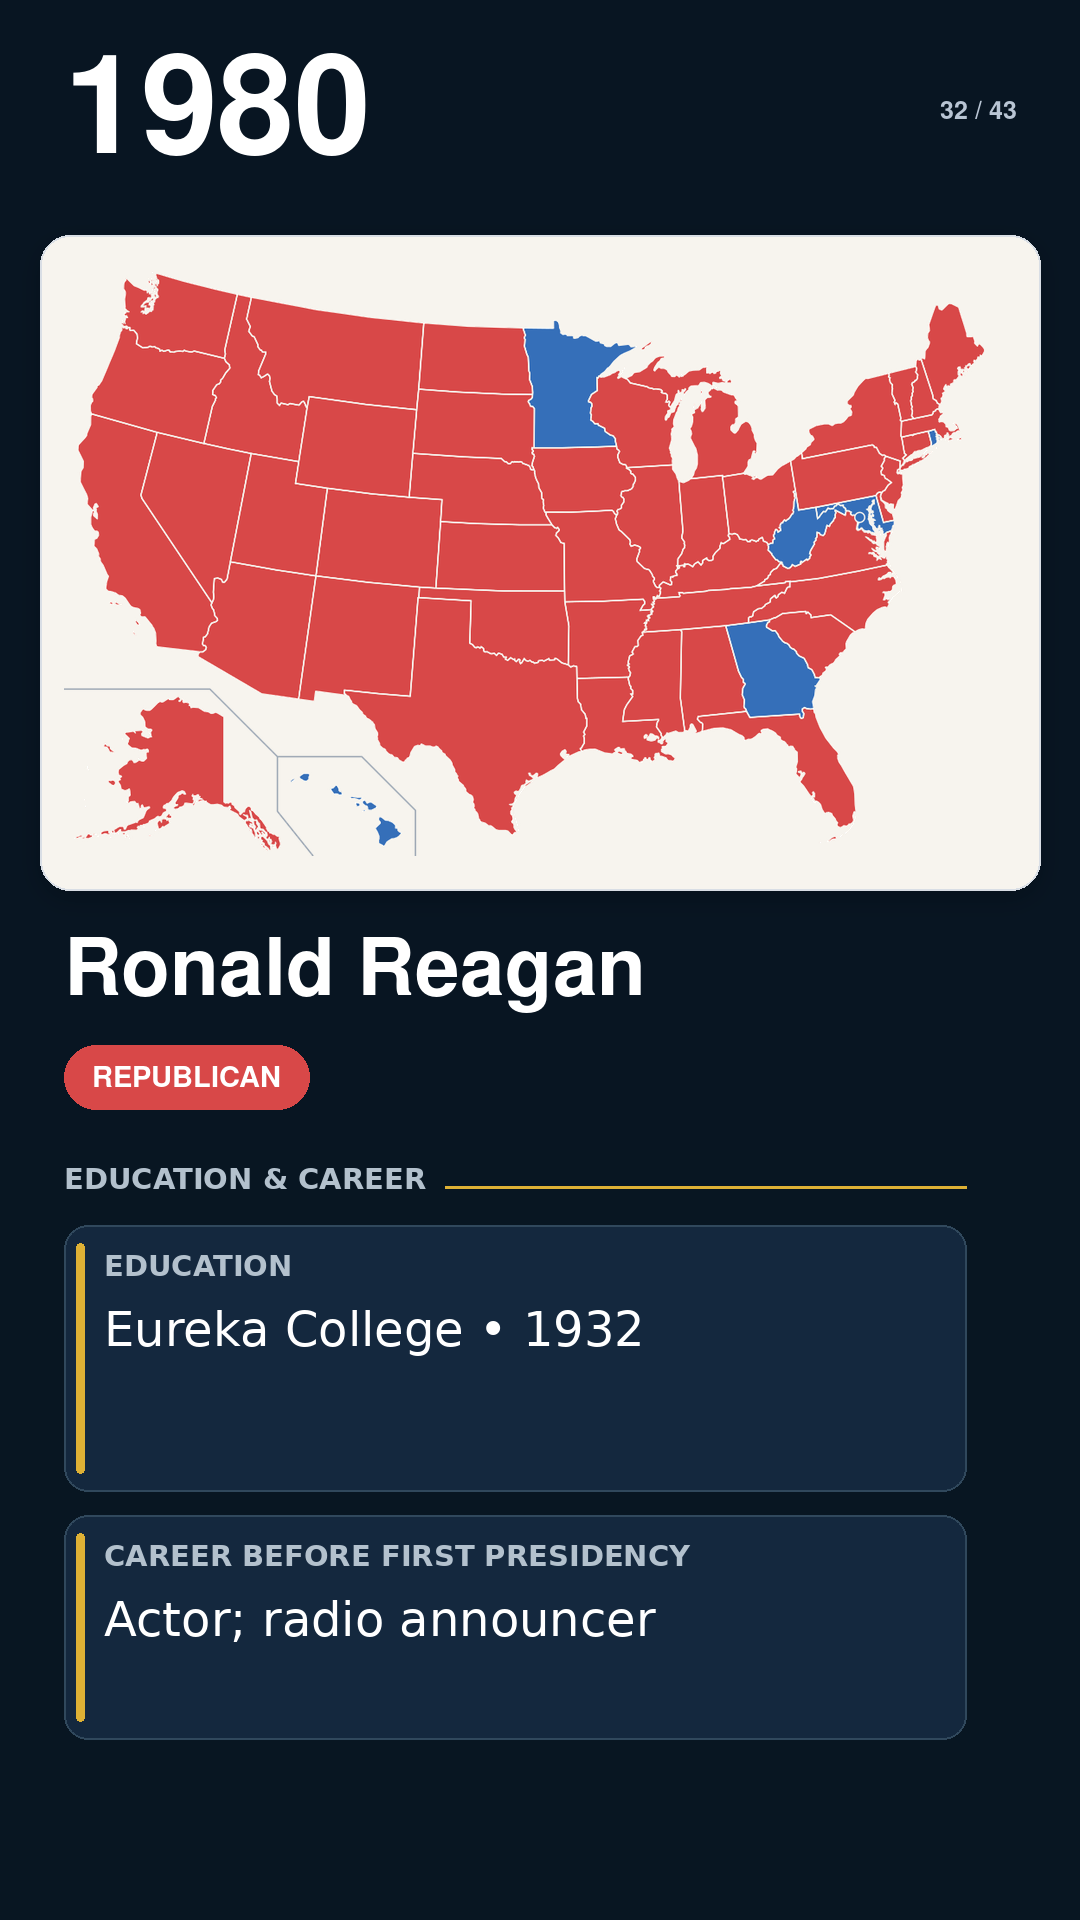 1980
32 / 43
Ronald Reagan
REPUBLICAN
EDUCATION & CAREER
EDUCATION
Eureka College • 1932
CAREER BEFORE FIRST PRESIDENCY
Actor; radio announcer